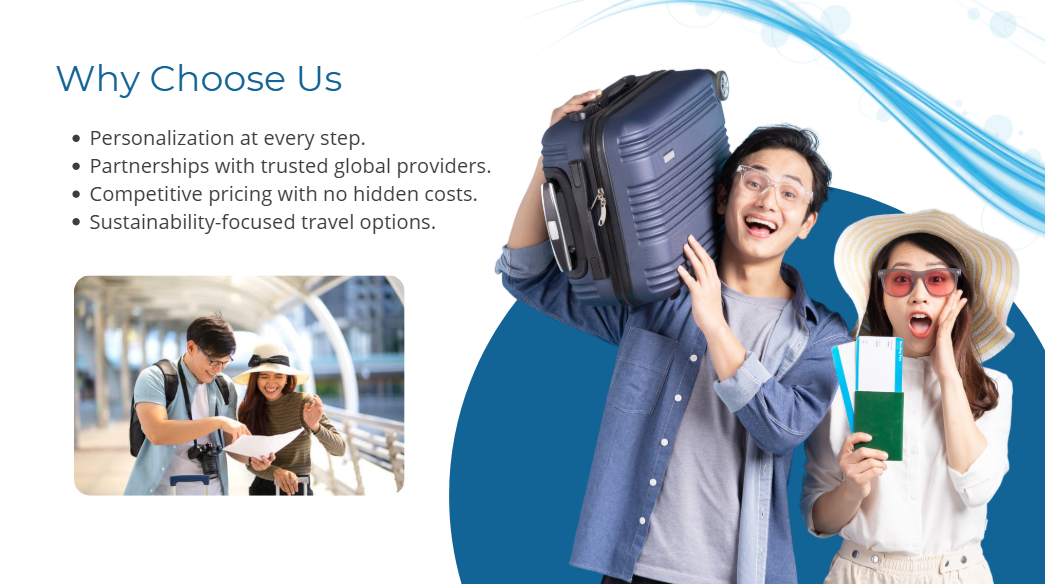 Why Choose Us
• Personalization at every step.
• Partnerships with trusted global providers.
• Competitive pricing with no hidden costs.
• Sustainability-focused travel options.